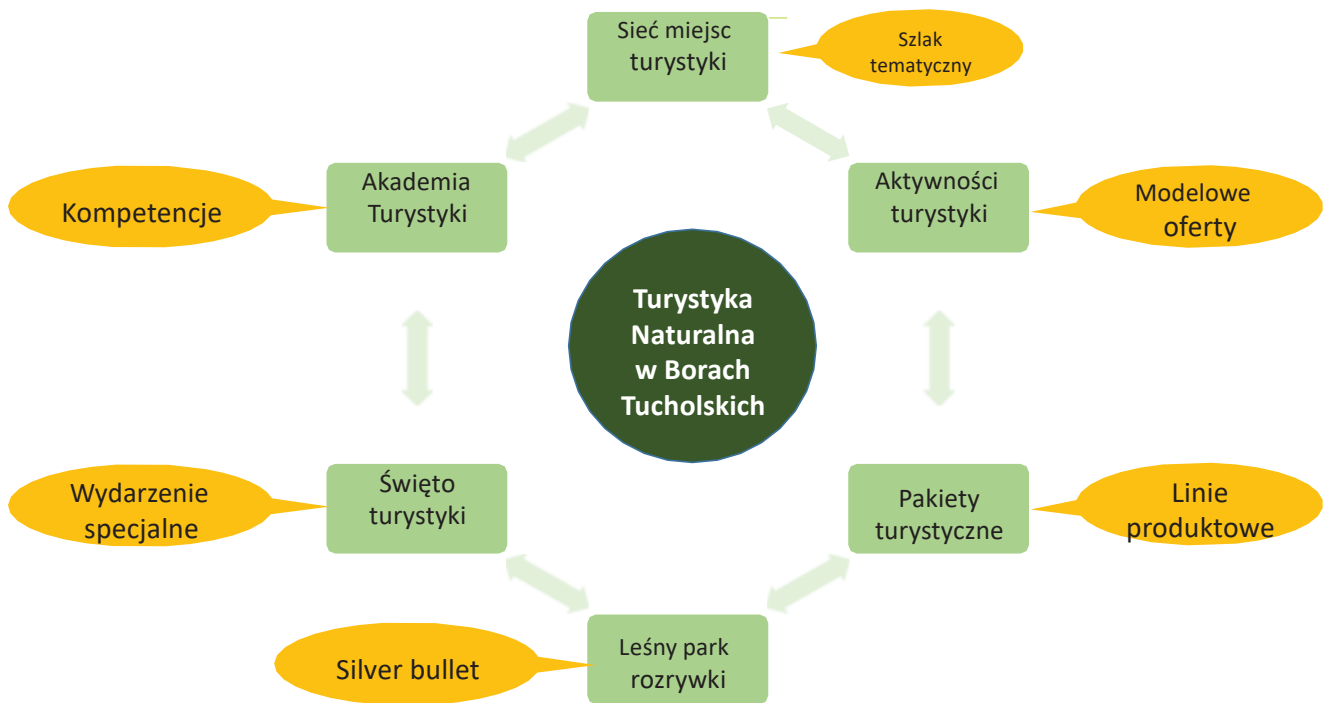 Sieć miejsc
turystyki
Szlak
tematyczny
Akademia
Turystyki
Kompetencje
Aktywności
turystyki
Modelowe
oferty
Turystyka
Naturalna
w Borach
Tucholskich
Wydarzenie
specjalne
Święto
turystyki
Pakiety
turystyczne
Linie
produktowe
Silver bullet
Leśny park
rozrywki